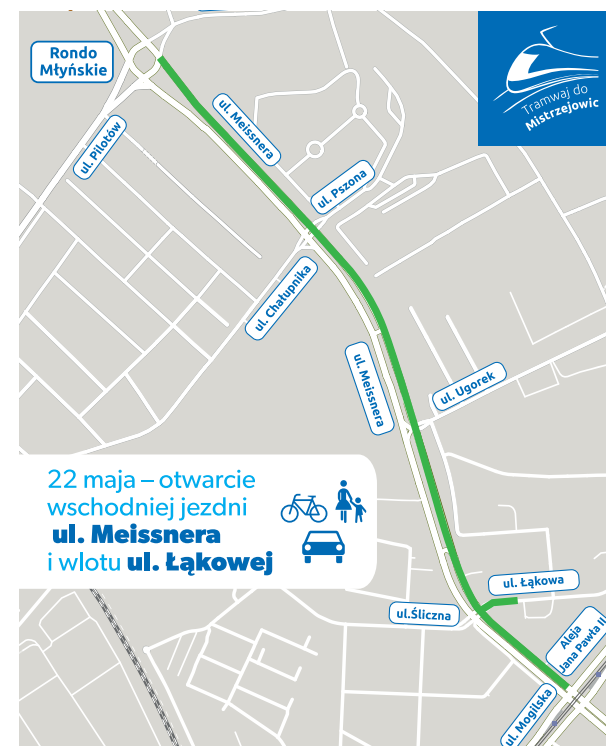 Rondo
Młyńskie
Tramwaj do
Mistrzejowic
ul. Meissnera
ul. Pilotów
ul. Pszona
ul. Chałupnika
ul. Meissnera
ul. Ugorek
22 maja – otwarcie
wschodniej jezdni
ul. Meissnera
i wlotu ul. Łąkowej
ul. Łąkowa
ul.Śliczna
Aleja
Jana Pawła II
ul. Mogilska